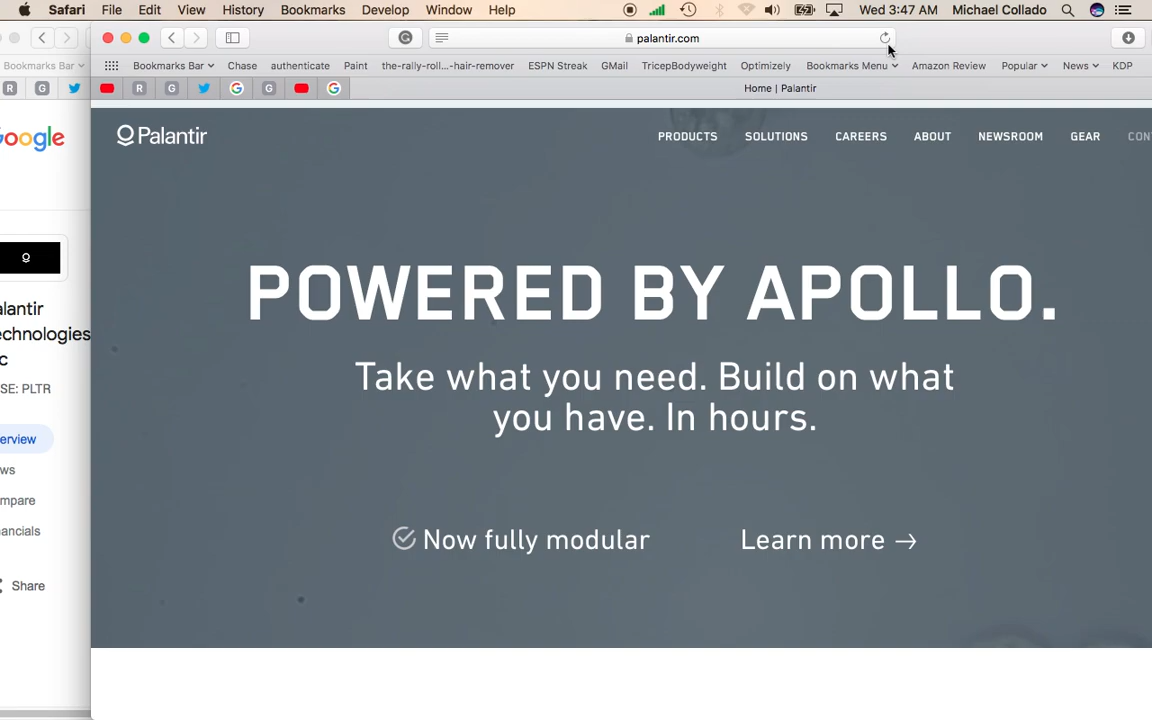 Safari File Edit View History Bookmarks Develop Window Help Wed 3:47 AM Michael Collado
palantir.com
Bookmarks Bar
Bookmarks Bar Chase authenticate Paint the-rally-roll...-hair-remover ESPN Streak GMail TricepBodyweight Optimizely Bookmarks Menu Amazon Review Popular News KDP
R G
R G G G G
Home | Palantir
Google
Palantir PRODUCTS SOLUTIONS CAREERS ABOUT NEWSROOM GEAR CON
POWERED BY APOLLO.
Take what you need. Build on what
you have. In hours.
Now fully modular Learn more →
alantir
echnologies
c
SE: PLTR
erview
ws
mpare
ancials
Share